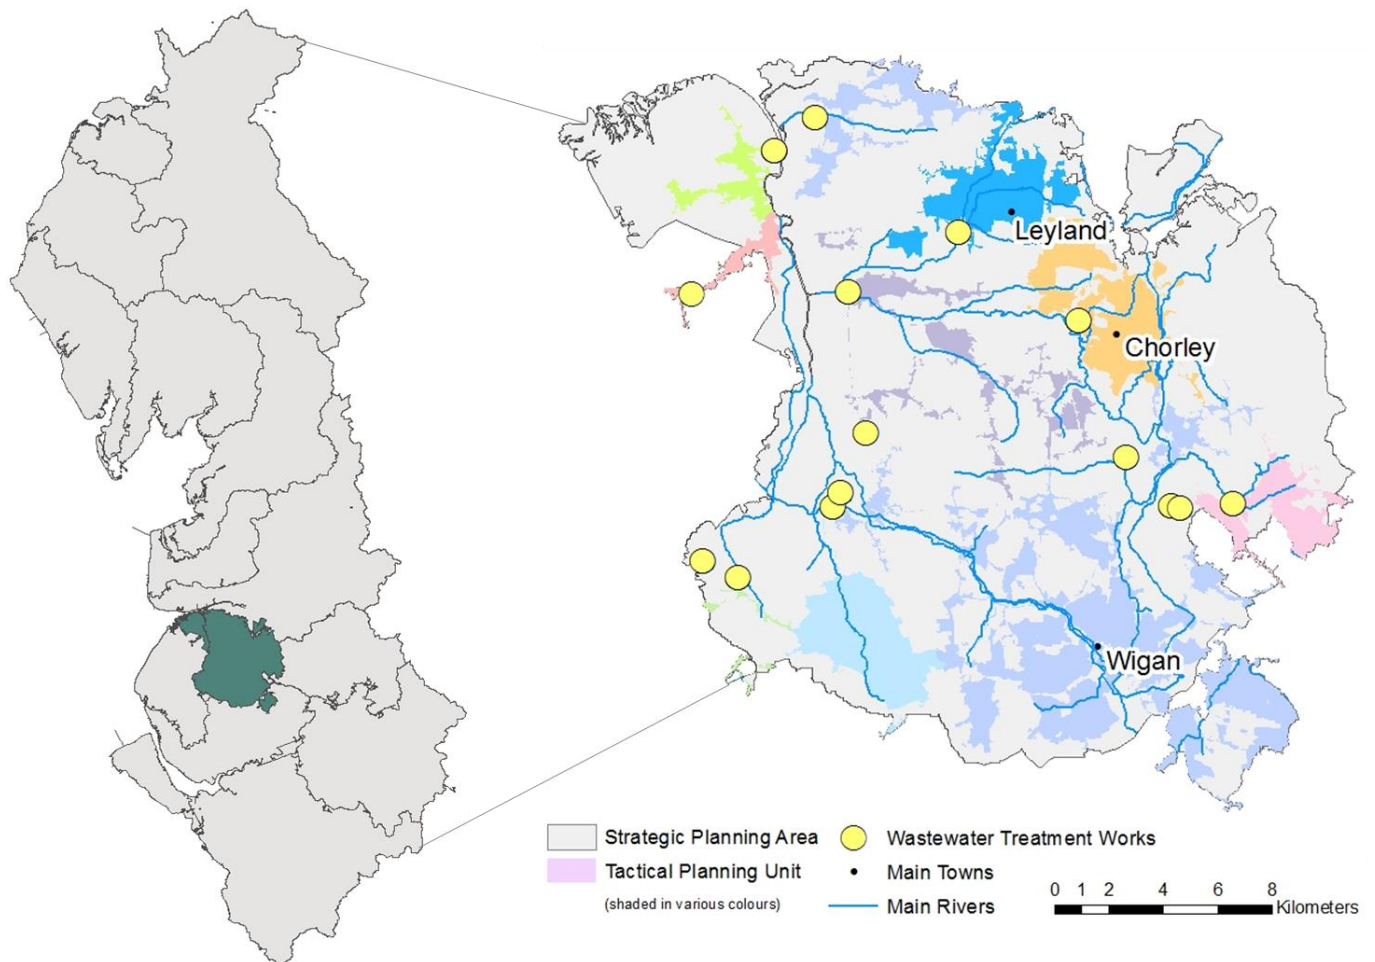 Leyland
Chorley
Wigan
Strategic Planning Area
Wastewater Treatment Works
Tactical Planning Unit
Main Towns
(shaded in various colours)
Main Rivers
0 1 2 4 6 8
Kilometers